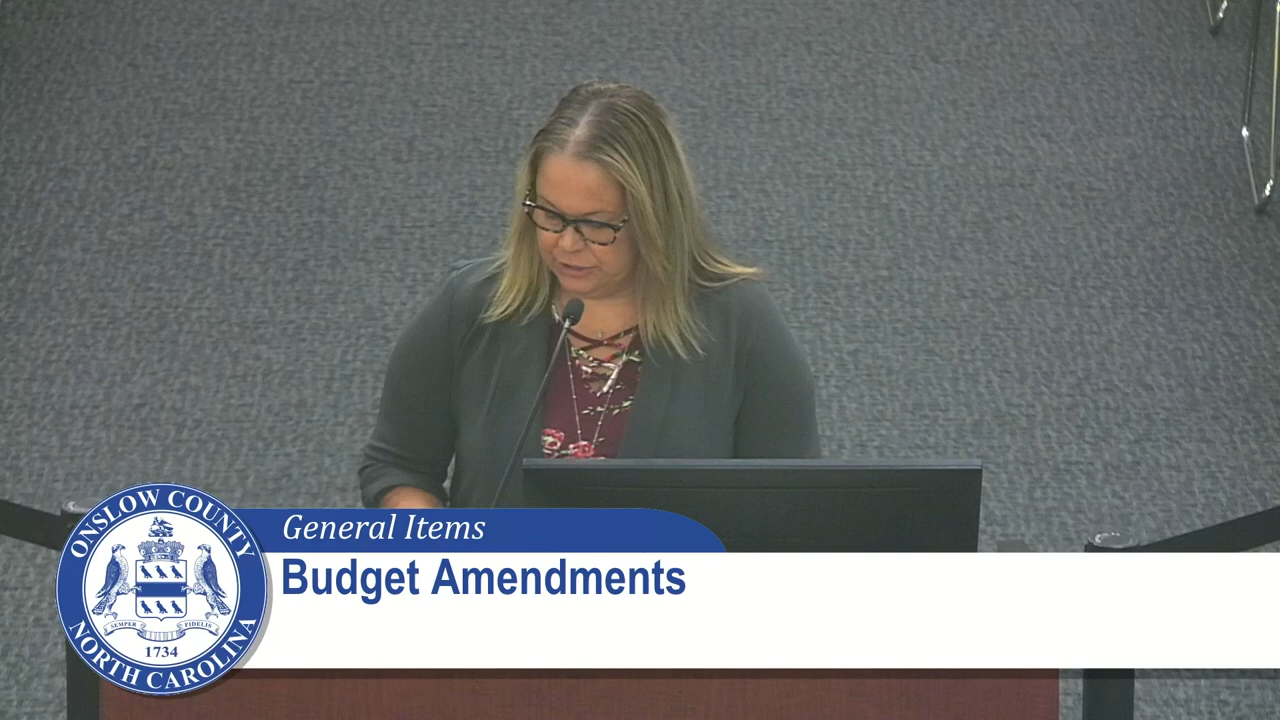 General Items
Budget Amendments
ONSLOW COUNTY
SEMPER FIDELIS
1734
NORTH CAROLINA